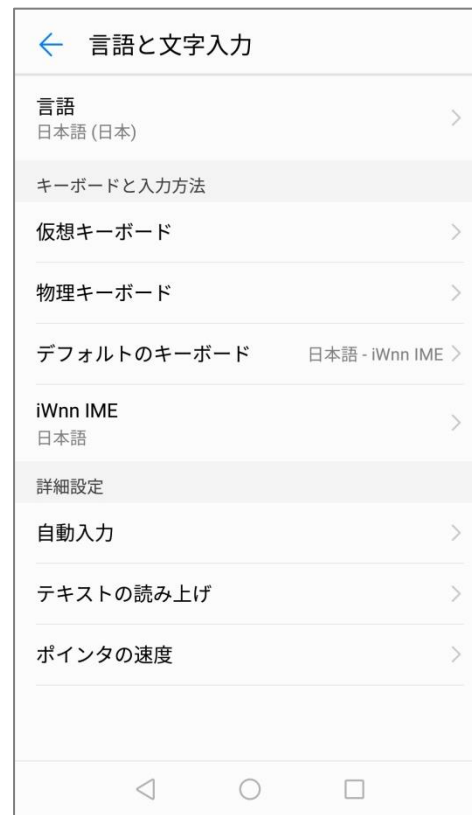 言語と文字入力
言語
日本語 (日本)
キーボードと入力方法
仮想キーボード
物理キーボード
デフォルトのキーボード 日本語 - iWnn IME
iWnn IME
日本語
詳細設定
自動入力
テキストの読み上げ
ポインタの速度